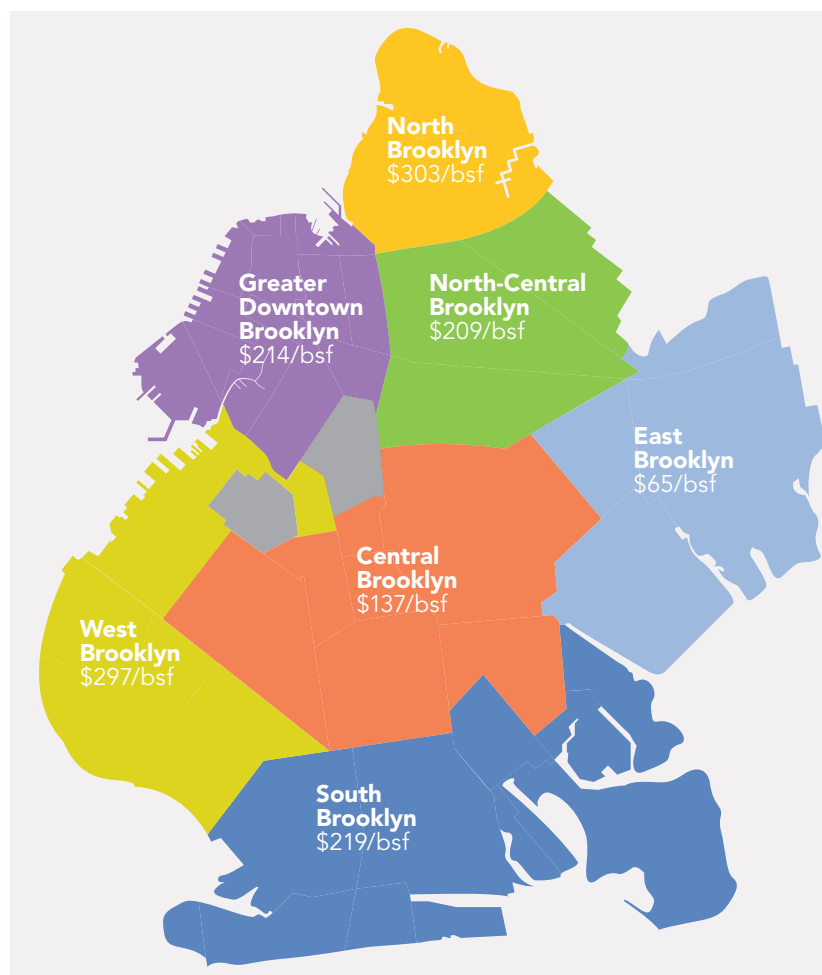 North
Brooklyn
$303/bsf
Greater
Downtown
Brooklyn
$214/bsf
North-Central
Brooklyn
$209/bsf
East
Brooklyn
$65/bsf
Central
Brooklyn
$137/bsf
West
Brooklyn
$297/bsf
South
Brooklyn
$219/bsf